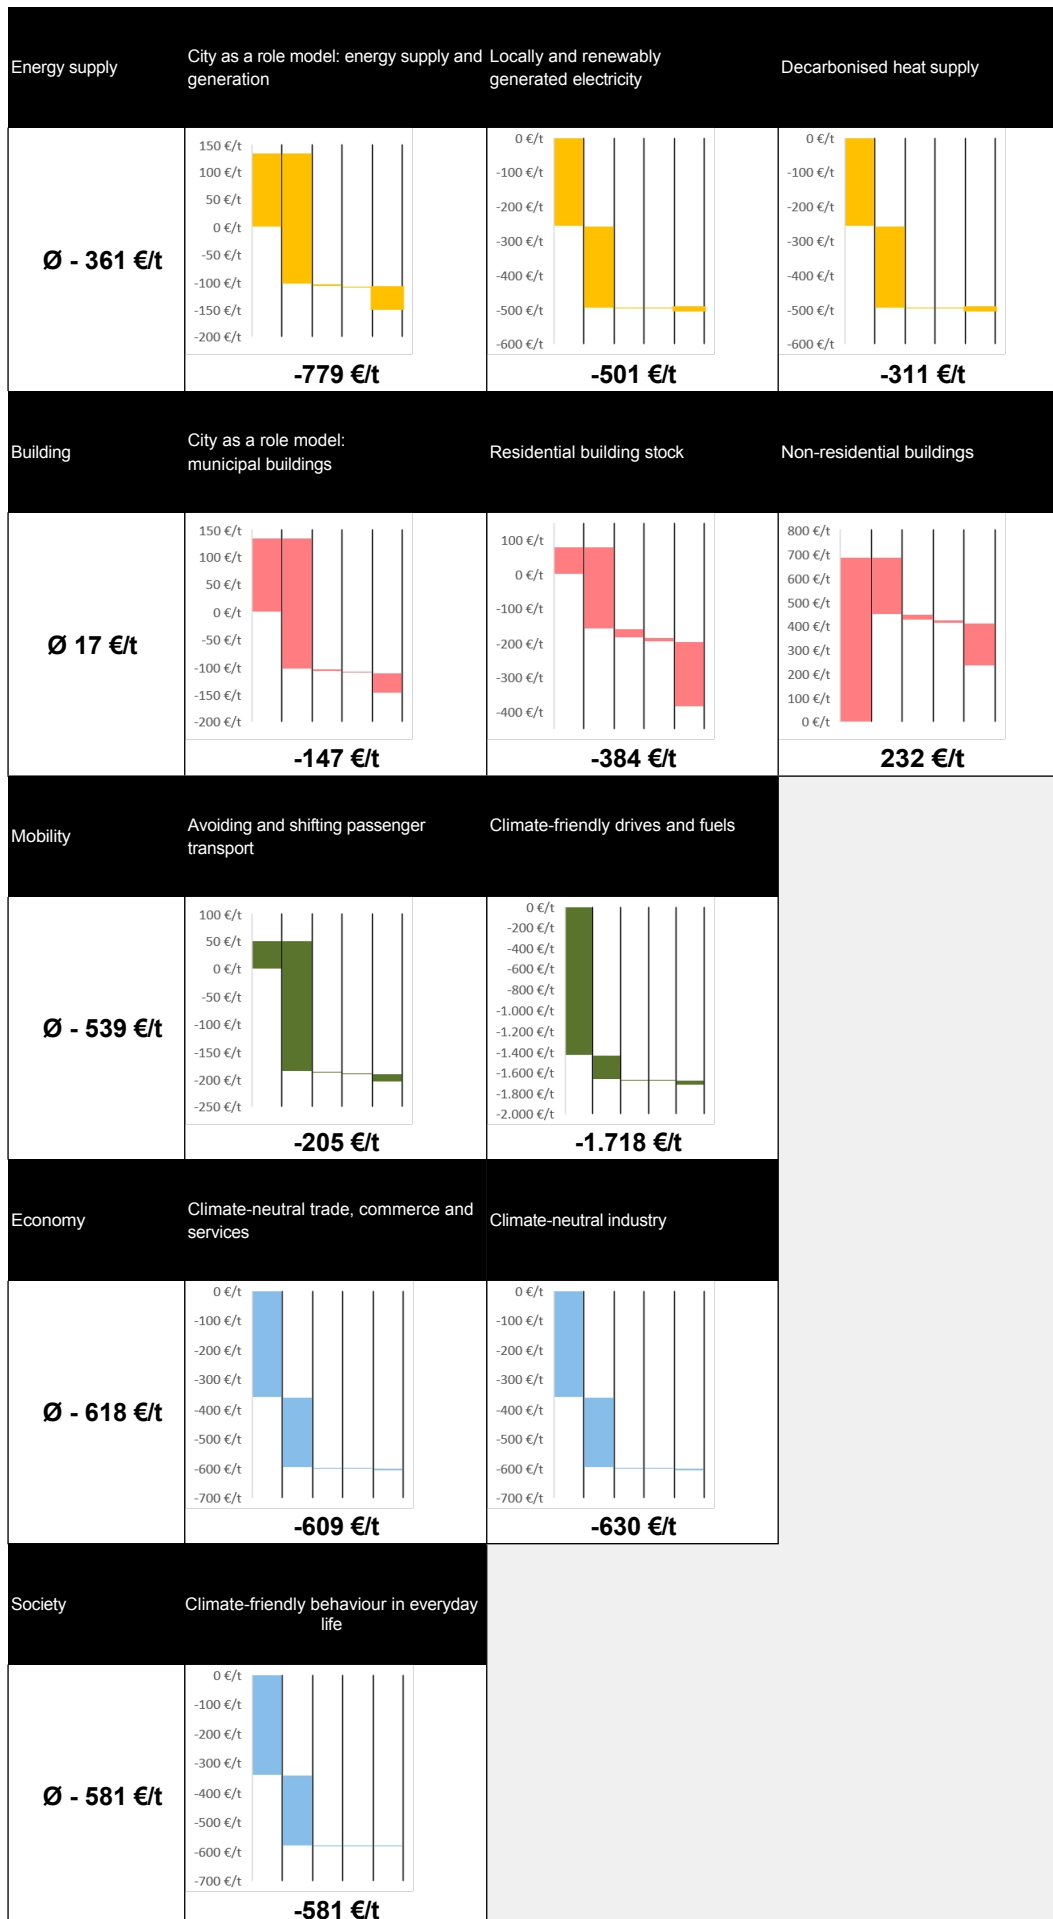 Energy supply
City as a role model: energy supply and
generation
Locally and renewably
generated electricity
Decarbonised heat supply
Ø - 361 €/t
150 €/t
100 €/t
50 €/t
0 €/t
-50 €/t
-100 €/t
-150 €/t
-200 €/t
-779 €/t
0 €/t
-100 €/t
-200 €/t
-300 €/t
-400 €/t
-500 €/t
-600 €/t
-501 €/t
0 €/t
-100 €/t
-200 €/t
-300 €/t
-400 €/t
-500 €/t
-600 €/t
-311 €/t
Building
City as a role model:
municipal buildings
Residential building stock
Non-residential buildings
Ø 17 €/t
150 €/t
100 €/t
50 €/t
0 €/t
-50 €/t
-100 €/t
-150 €/t
-200 €/t
-147 €/t
100 €/t
0 €/t
-100 €/t
-200 €/t
-300 €/t
-400 €/t
-384 €/t
800 €/t
700 €/t
600 €/t
500 €/t
400 €/t
300 €/t
200 €/t
100 €/t
0 €/t
232 €/t
Mobility
Avoiding and shifting passenger
transport
Climate-friendly drives and fuels
Ø - 539 €/t
100 €/t
50 €/t
0 €/t
-50 €/t
-100 €/t
-150 €/t
-200 €/t
-250 €/t
-205 €/t
0 €/t
-200 €/t
-400 €/t
-600 €/t
-800 €/t
-1.000 €/t
-1.200 €/t
-1.400 €/t
-1.600 €/t
-1.800 €/t
-2.000 €/t
-1.718 €/t
Economy
Climate-neutral trade, commerce and
services
Climate-neutral industry
Ø - 618 €/t
0 €/t
-100 €/t
-200 €/t
-300 €/t
-400 €/t
-500 €/t
-600 €/t
-700 €/t
-609 €/t
0 €/t
-100 €/t
-200 €/t
-300 €/t
-400 €/t
-500 €/t
-600 €/t
-700 €/t
-630 €/t
Society
Climate-friendly behaviour in everyday
life
Ø - 581 €/t
0 €/t
-100 €/t
-200 €/t
-300 €/t
-400 €/t
-500 €/t
-600 €/t
-700 €/t
-581 €/t